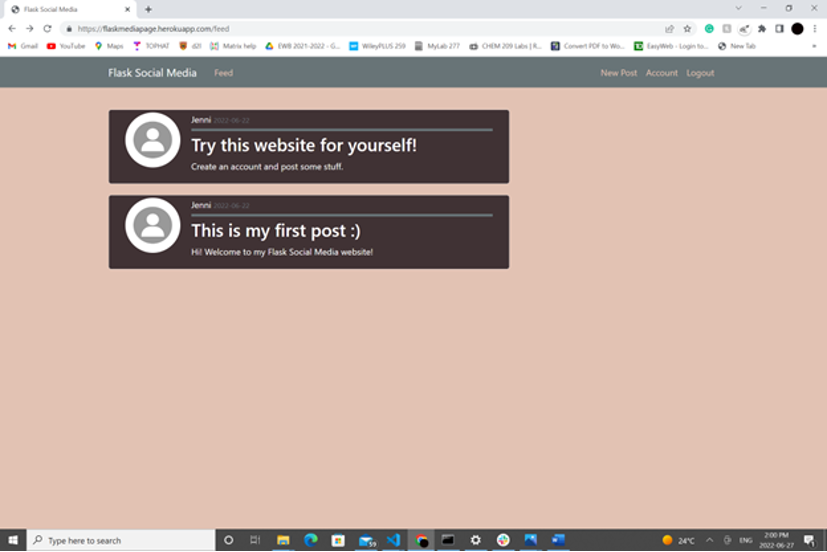 Flask Social Media
https://flaskmediapage.herokuapp.com/feed
Gmail YouTube Maps TOPHAT d2l Matrix help EWB 2021-2022 - G... WileyPLUS 259 MyLab 277 CHEM 209 Labs | R... Convert PDF to Wo... EasyWeb - Login to... New Tab
Flask Social Media Feed New Post Account Logout
Jenni 2022-06-22
Try this website for yourself!
Create an account and post some stuff.
Jenni 2022-06-22
This is my first post :)
Hi! Welcome to my Flask Social Media website!
Type here to search 59 24°C ENG 2:00 PM
2022-06-27 1